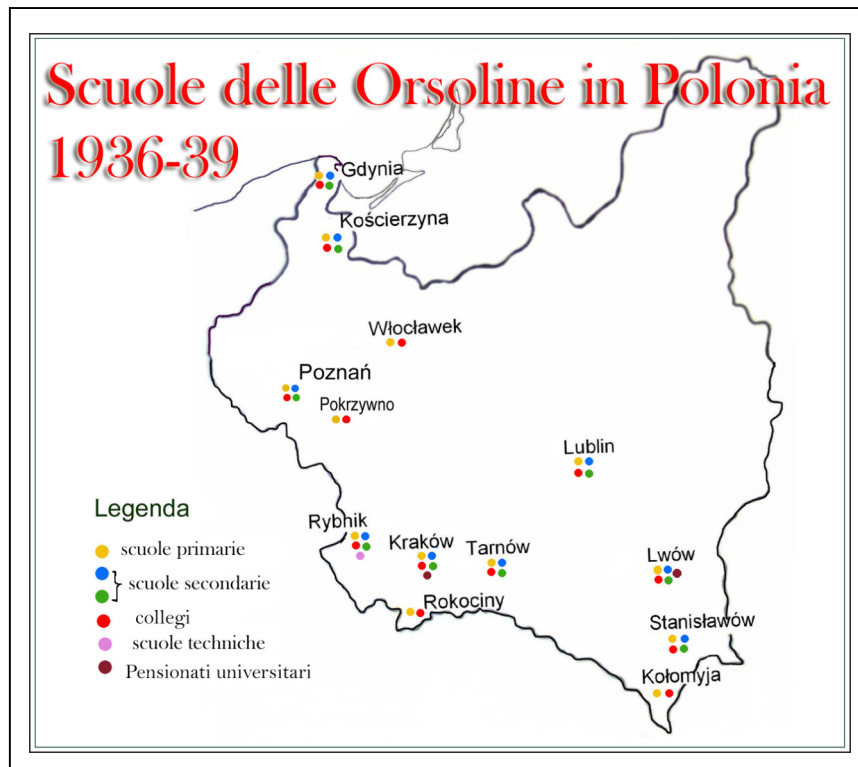 Scuole delle Orsoline in Polonia
1936-39
Gdynia
Kościerzyna
Włocławek
Poznań
Pokrzywno
Lublin
Legenda
scuole primarie
scuole secondarie
collegi
scuole techniche
Pensionati universitari
Rybnik
Kraków
Tarnów
Lwów
Rokociny
Stanisławów
Kołomyja